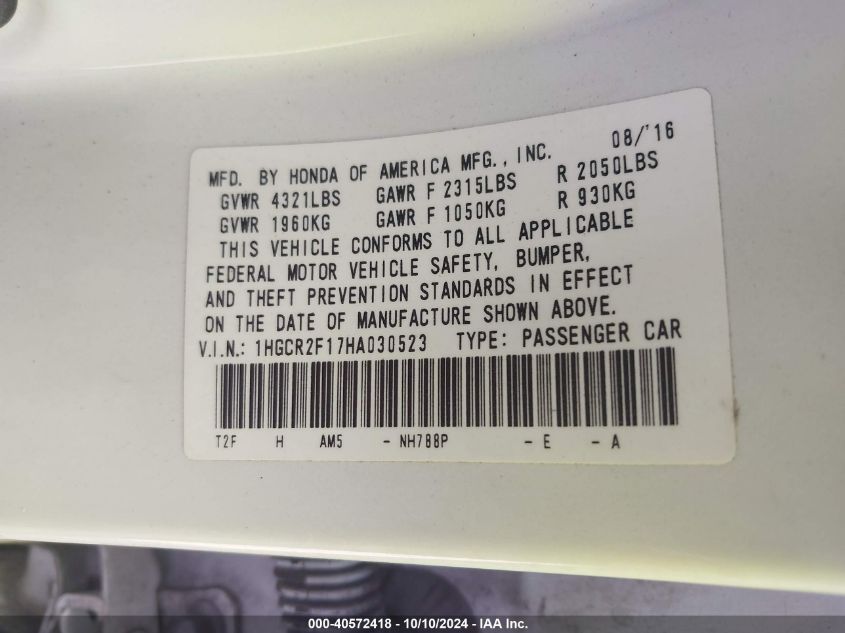 08/'16
MFD. BY HONDA OF AMERICA MFG., INC.
GVWR 4321LBS GAWR F 2315LBS R 2050LBS
GVWR 1960KG GAWR F 1050KG R 930KG
THIS VEHICLE CONFORMS TO ALL APPLICABLE
FEDERAL MOTOR VEHICLE SAFETY, BUMPER,
AND THEFT PREVENTION STANDARDS IN EFFECT
ON THE DATE OF MANUFACTURE SHOWN ABOVE.
V.I.N.: 1HGCR2F17HA030523 TYPE: PASSENGER CAR
T2F H AM5 - NH788P - E - A
000-40572418 - 10/10/2024 - IAA Inc.